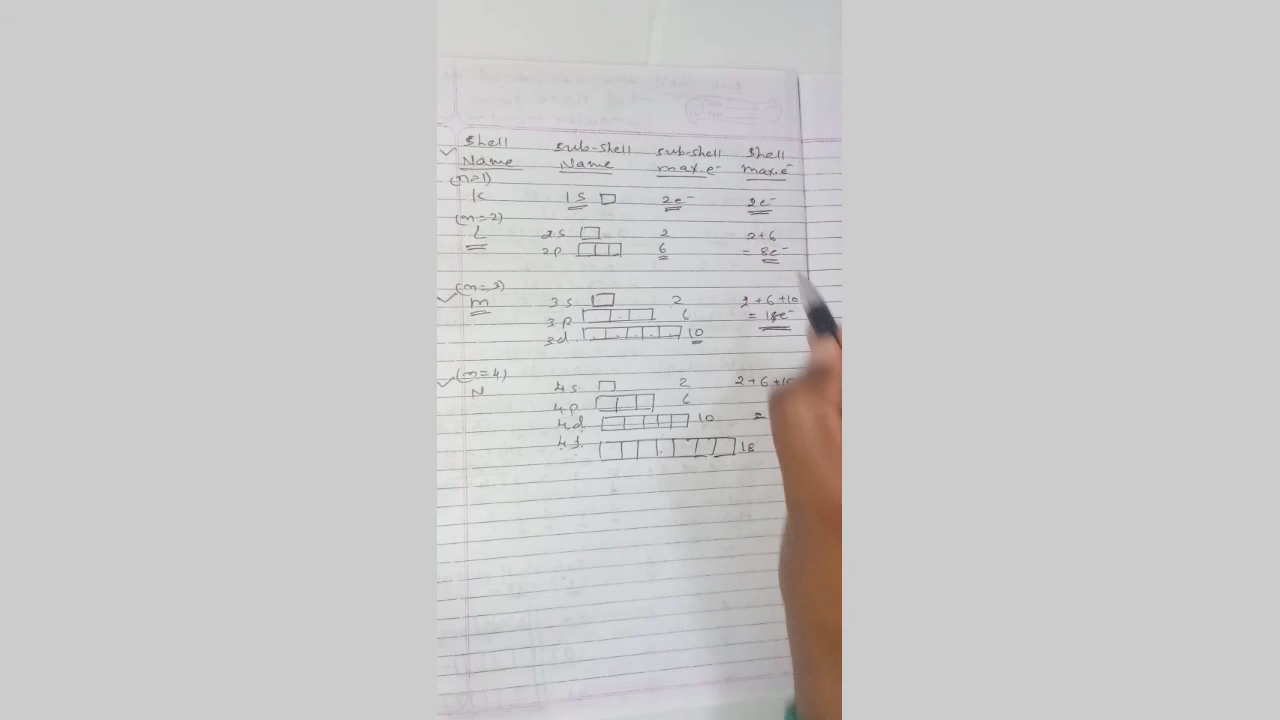 Shell Sub-shell Sub-shell Shell
Name Name max.e⁻ max.e⁻
(n=1)
K 1s 2e⁻ 2e⁻
(n=2)
L 2s 2 2+6
2p 6 = 8e⁻
(n=3)
m 3s 2 2+6+10
3p 6 = 18e⁻
3d 10
(n=4)
N 4s 2 2+6+10
4p 6
4d 10
4f 18